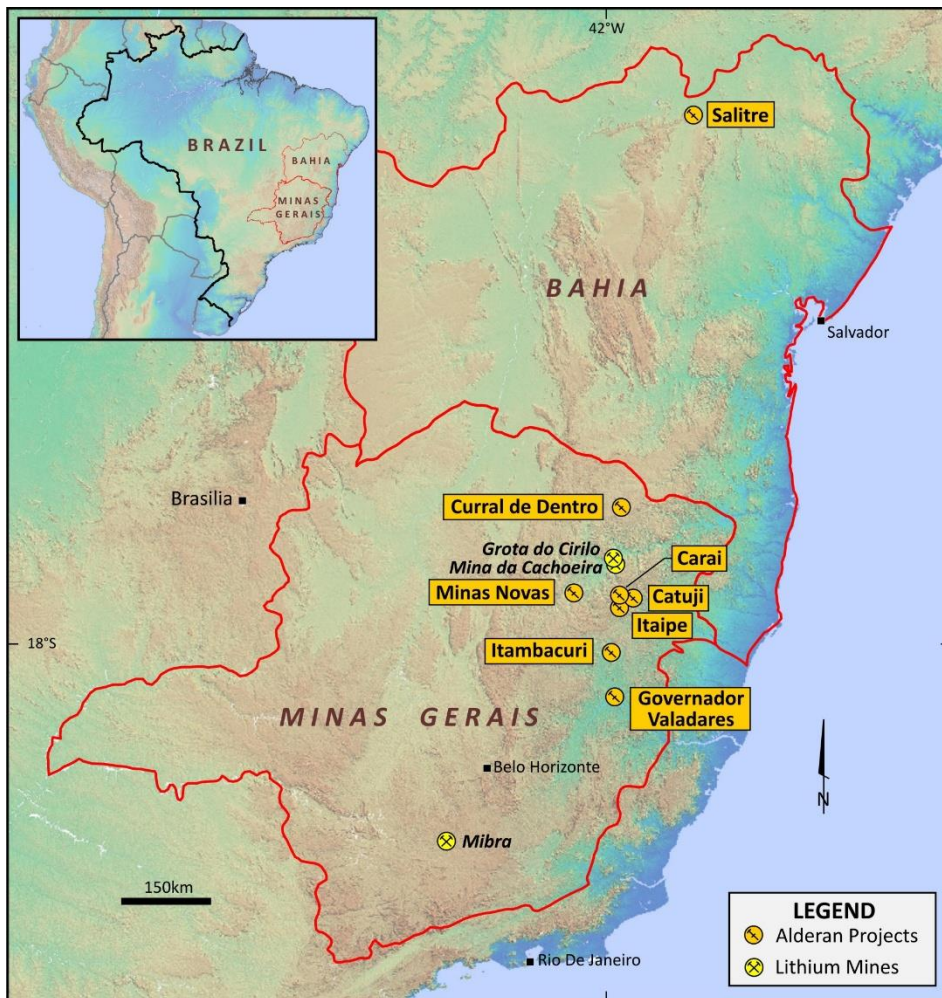 42°W
BRAZIL
BAHIA
MINAS
GERAIS
Salitre
BAHIA
Salvador
Brasilia
Curral de Dentro
Grota do Cirilo
Mina da Cachoeira
Carai
Minas Novas
Catuji
Itaipe
18°S
Itambacuri
Governador
Valadares
MINAS GERAIS
Belo Horizonte
N
Mibra
150km
LEGEND
Alderan Projects
Lithium Mines
Rio De Janeiro